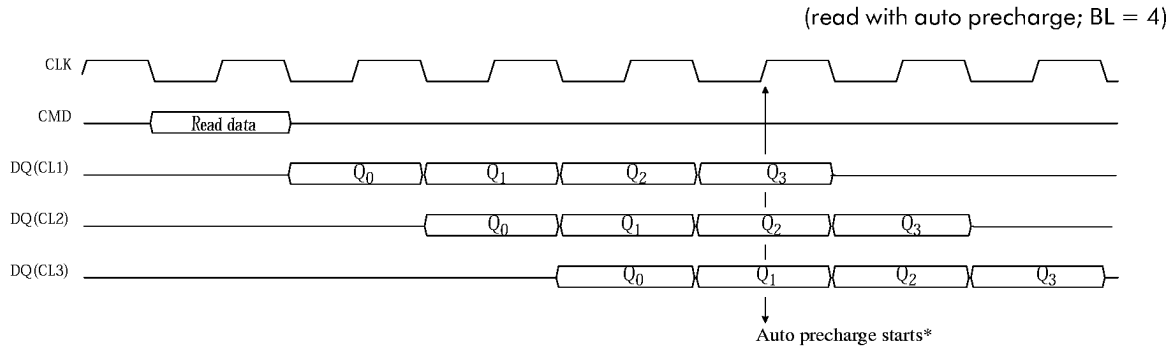 (read with auto precharge; BL = 4)
CLK
CMD
Read data
DQ(CL1)
Q0 Q1 Q2 Q3
DQ(CL2)
Q0 Q1 Q2 Q3
DQ(CL3)
Q0 Q1 Q2 Q3
Auto precharge starts*